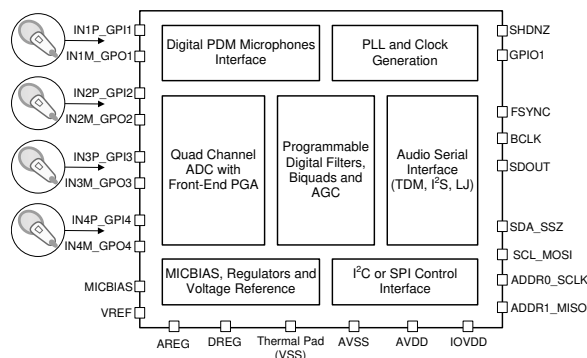 IN1P_GPI1
IN1M_GPO1
IN2P_GPI2
IN2M_GPO2
IN3P_GPI3
IN3M_GPO3
IN4P_GPI4
IN4M_GPO4
MICBIAS
VREF
Digital PDM Microphones
Interface
PLL and Clock
Generation
Quad Channel
ADC with
Front-End PGA
Programmable
Digital Filters,
Biquads and
AGC
Audio Serial
Interface
(TDM, I²S, LJ)
MICBIAS, Regulators and
Voltage Reference
I²C or SPI Control
Interface
SHDNZ
GPIO1
FSYNC
BCLK
SDOUT
SDA_SSZ
SCL_MOSI
ADDR0_SCLK
ADDR1_MISO
AREG
DREG
Thermal Pad
(VSS)
AVSS
AVDD
IOVDD